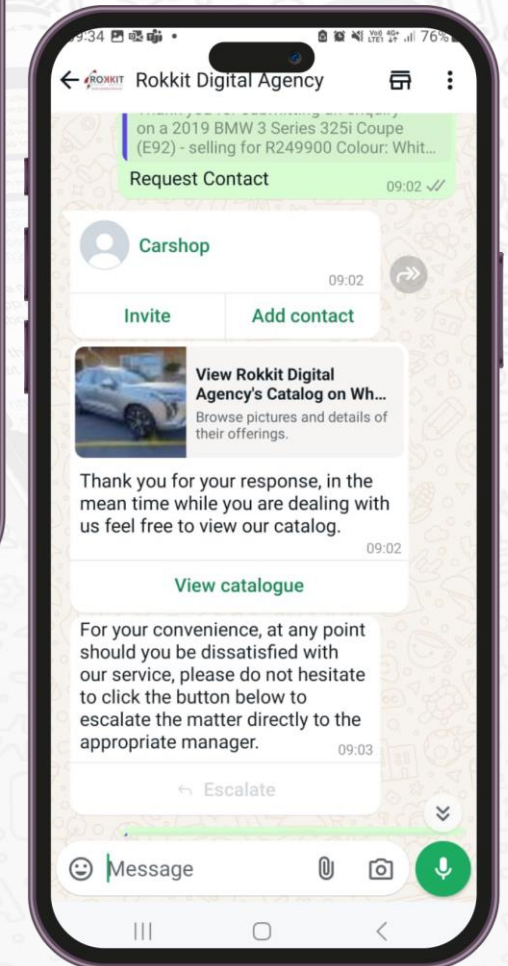 9:34
76%
ROKKIT Rokkit Digital Agency
on a 2019 BMW 3 Series 325i Coupe
(E92) - selling for R249900 Colour: Whit...
Request Contact
09:02
Carshop
09:02
Invite
Add contact
View Rokkit Digital
Agency's Catalog on Wh...
Browse pictures and details of
their offerings.
Thank you for your response, in the
mean time while you are dealing with
us feel free to view our catalog.
09:02
View catalogue
For your convenience, at any point
should you be dissatisfied with
our service, please do not hesitate
to click the button below to
escalate the matter directly to the
appropriate manager.
09:03
Escalate
Message